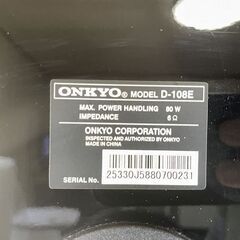 ONKYO® MODEL D-108E
MAX. POWER HANDLING 80 W
IMPEDANCE 6 Ω
ONKYO CORPORATION
INSPECTED AND AUTHORIZED BY ONKYO
MADE IN CHINA
SERIAL No. 25330J5880700231